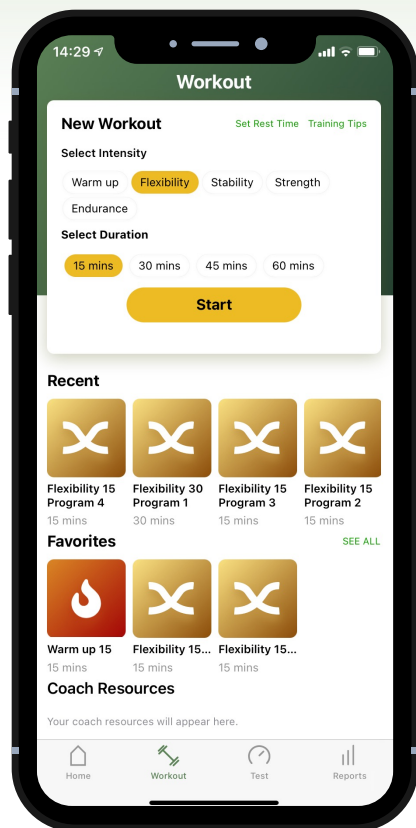 14:29
Workout
New Workout
Set Rest Time Training Tips
Select Intensity
Warm up Flexibility Stability Strength
Endurance
Select Duration
15 mins 30 mins 45 mins 60 mins
Start
Recent
Flexibility 15 Program 4
15 mins
Flexibility 30 Program 1
30 mins
Flexibility 15 Program 3
15 mins
Flexibility 15 Program 2
15 mins
Favorites SEE ALL
Warm up 15
15 mins
Flexibility 15...
15 mins
Flexibility 15...
15 mins
Coach Resources
Your coach resources will appear here.
Home Workout Test Reports